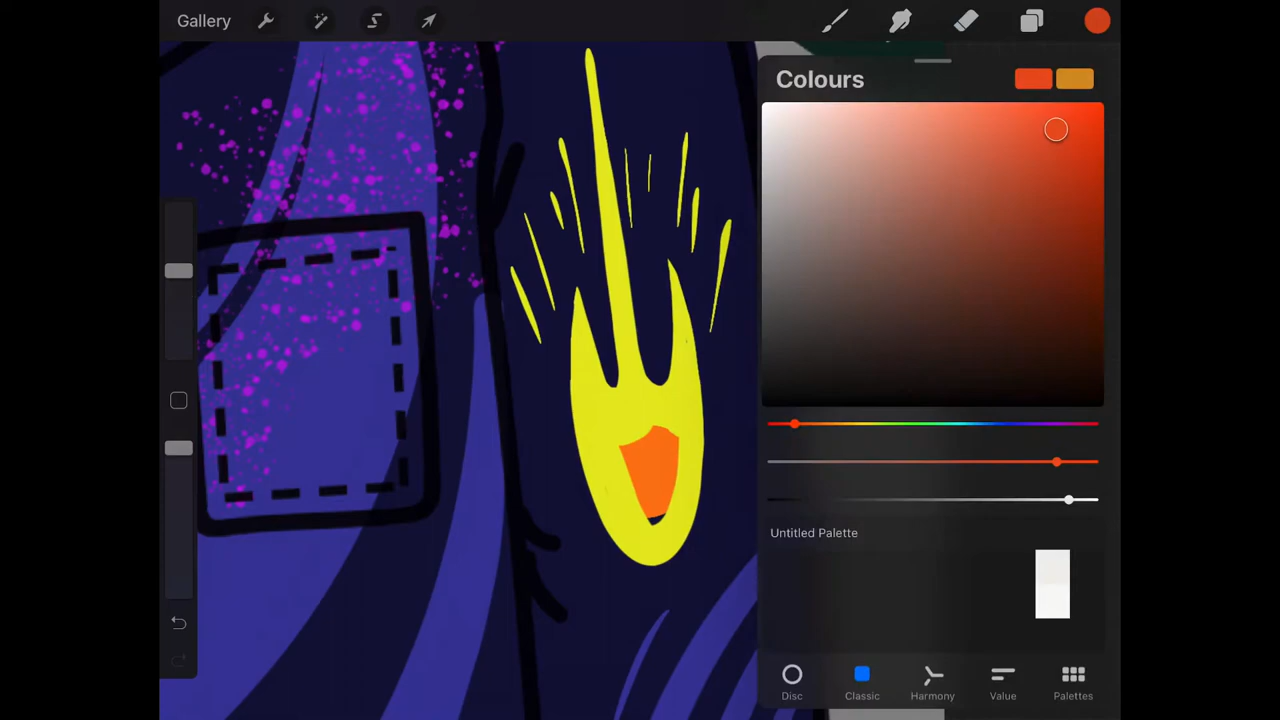 Gallery
Colours
Untitled Palette
Disc
Classic
Harmony
Value
Palettes